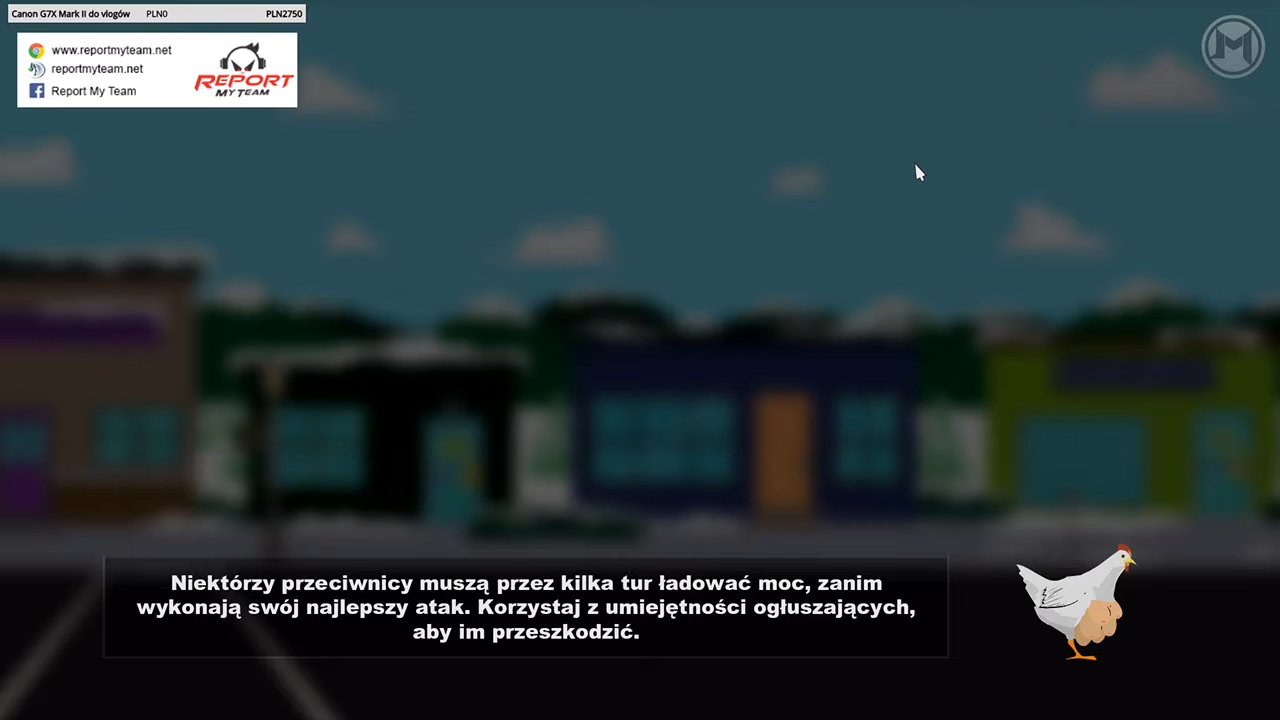 Canon G7X Mark II do vlogów PLN0 PLN2750
www.reportmyteam.net
reportmyteam.net
Report My Team
REPORT
MY TEAM
M
Niektórzy przeciwnicy muszą przez kilka tur ładować moc, zanim
wykonają swój najlepszy atak. Korzystaj z umiejętności ogłuszających,
aby im przeszkodzić.